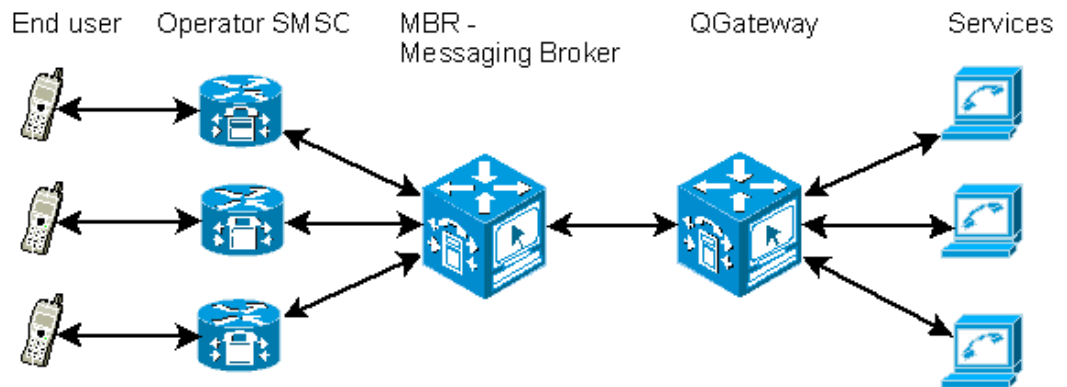 End user
Operator SMSC
MBR -
Messaging Broker
QGateway
Services